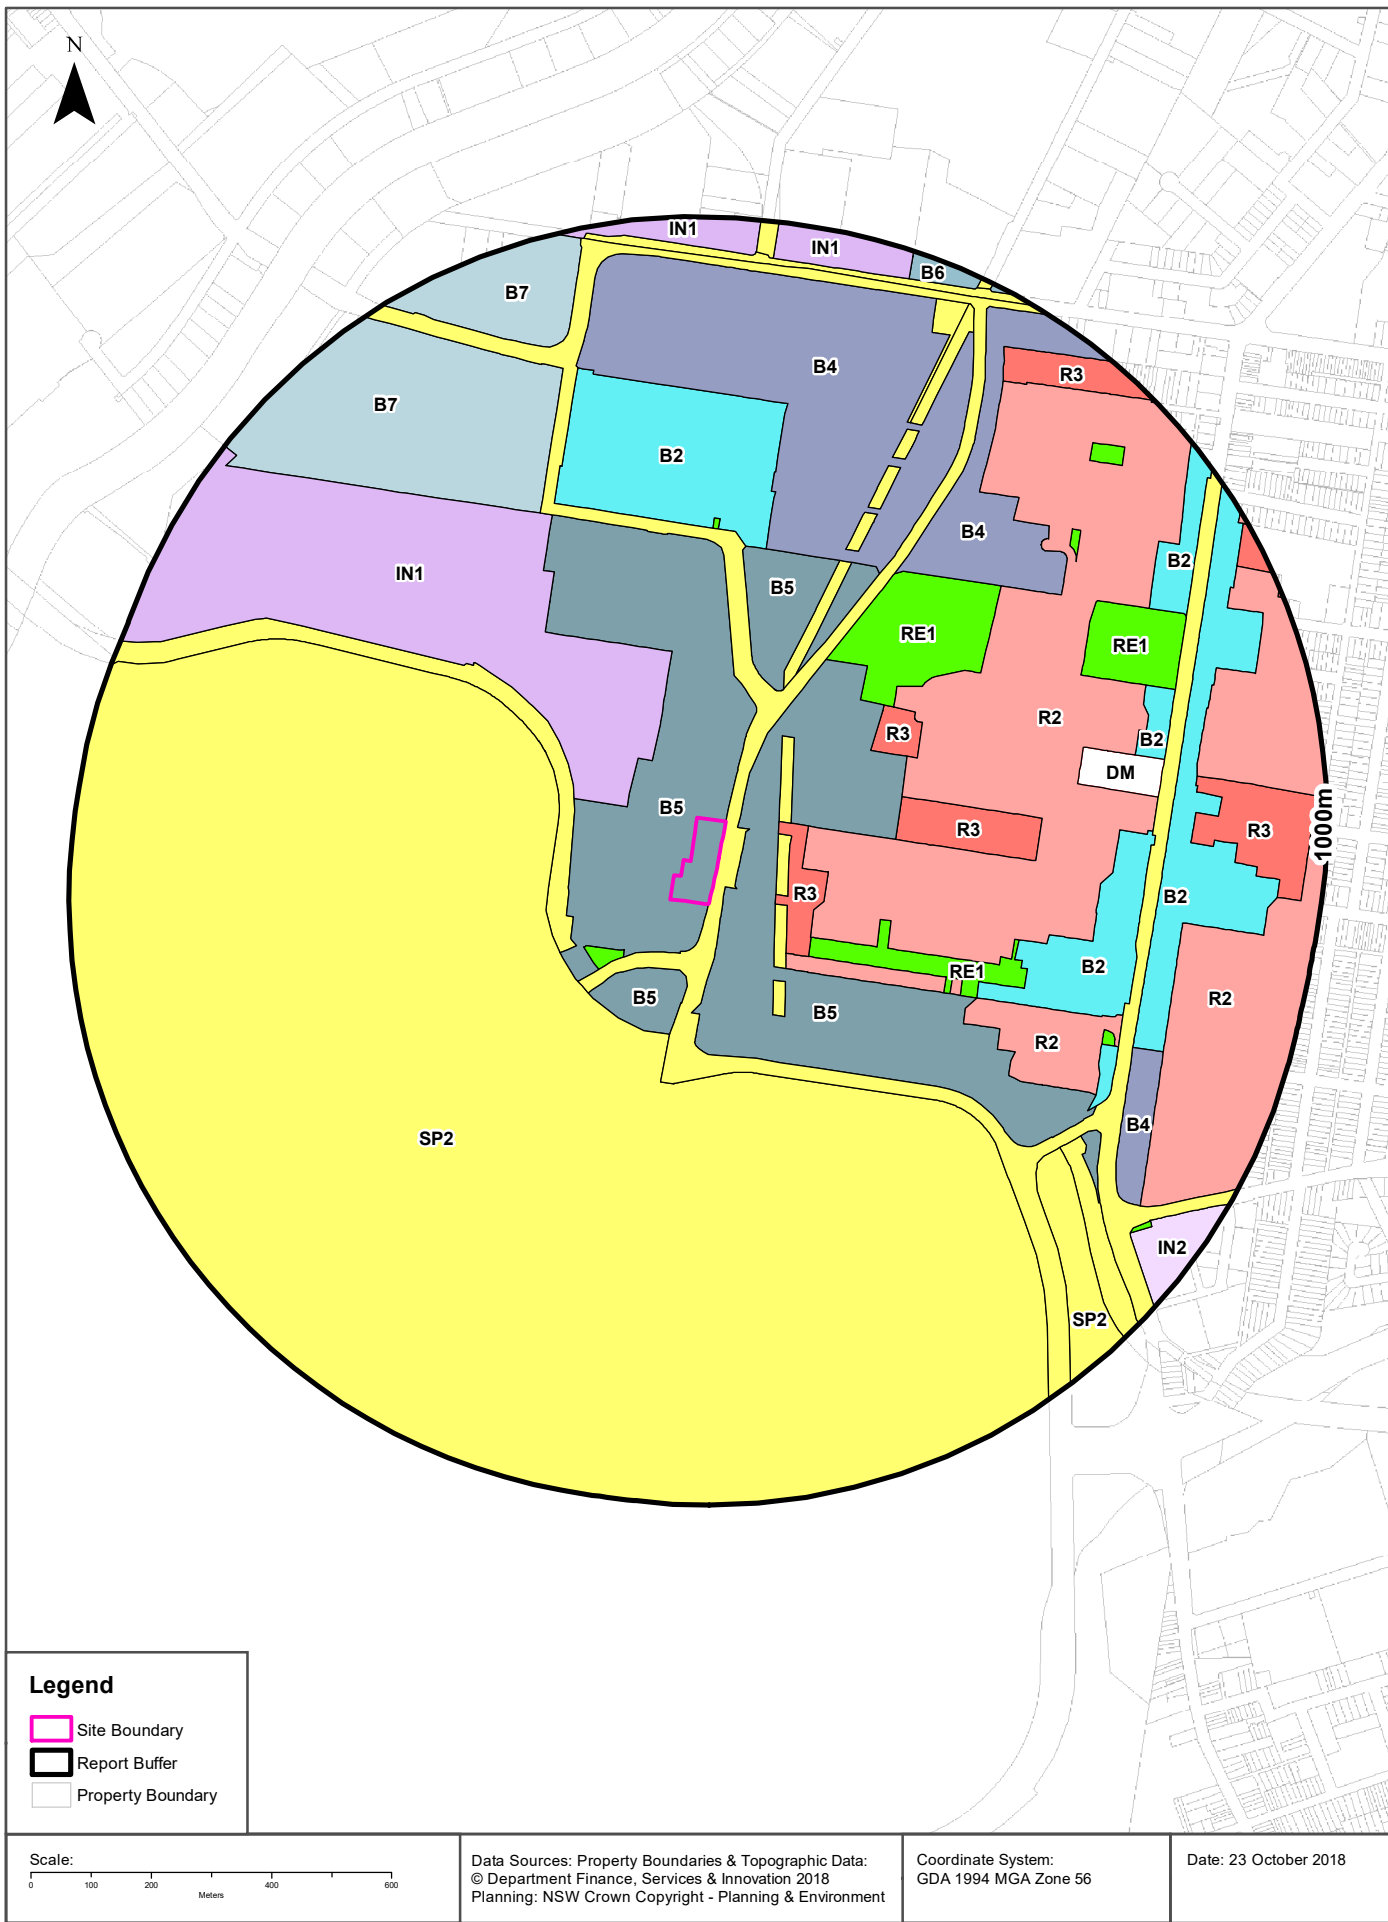 N
IN1
IN1
B6
B7
B4
R3
B7
B2
B4
B2
IN1
B5
RE1
RE1
R2
R3
B2
DM
B5
R3
R3
1000m
R3
B2
RE1
B2
B5
B5
R2
R2
B4
SP2
IN2
SP2
Legend
Site Boundary
Report Buffer
Property Boundary
Scale:
0 100 200 400 600
Meters
Data Sources: Property Boundaries & Topographic Data:
© Department Finance, Services & Innovation 2018
Planning: NSW Crown Copyright - Planning & Environment
Coordinate System:
GDA 1994 MGA Zone 56
Date: 23 October 2018